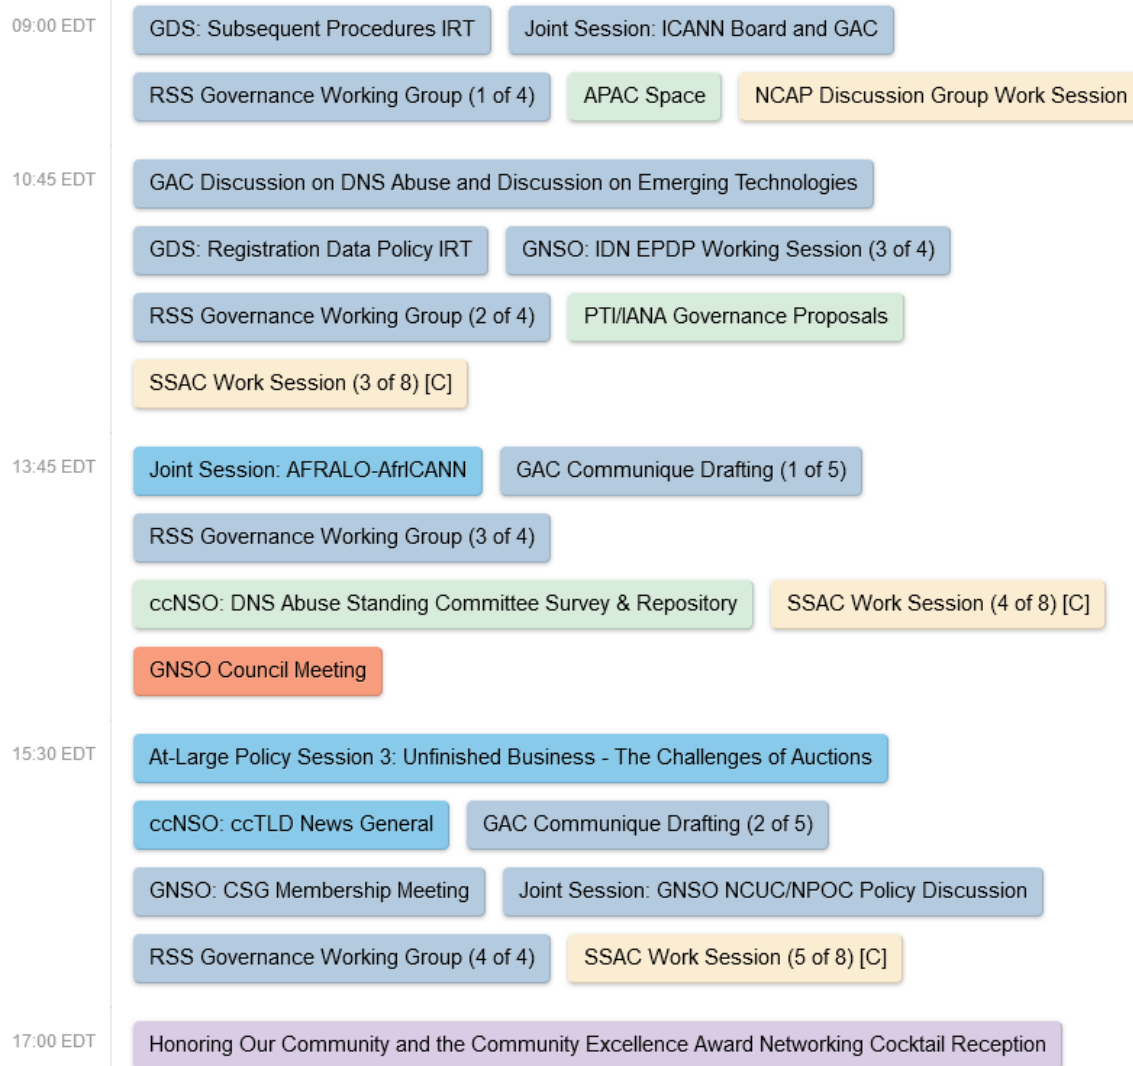 09:00 EDT
GDS: Subsequent Procedures IRT
Joint Session: ICANN Board and GAC
RSS Governance Working Group (1 of 4)
APAC Space
NCAP Discussion Group Work Session
10:45 EDT
GAC Discussion on DNS Abuse and Discussion on Emerging Technologies
GDS: Registration Data Policy IRT
GNSO: IDN EPDP Working Session (3 of 4)
RSS Governance Working Group (2 of 4)
PTI/IANA Governance Proposals
SSAC Work Session (3 of 8) [C]
13:45 EDT
Joint Session: AFRALO-AfrICANN
GAC Communique Drafting (1 of 5)
RSS Governance Working Group (3 of 4)
ccNSO: DNS Abuse Standing Committee Survey & Repository
SSAC Work Session (4 of 8) [C]
GNSO Council Meeting
15:30 EDT
At-Large Policy Session 3: Unfinished Business - The Challenges of Auctions
ccNSO: ccTLD News General
GAC Communique Drafting (2 of 5)
GNSO: CSG Membership Meeting
Joint Session: GNSO NCUC/NPOC Policy Discussion
RSS Governance Working Group (4 of 4)
SSAC Work Session (5 of 8) [C]
17:00 EDT
Honoring Our Community and the Community Excellence Award Networking Cocktail Reception